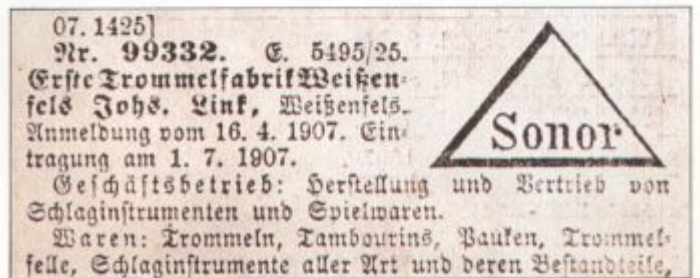 07. 1425]
Nr. 99332. E. 5495/25.
Erste Trommelfabrik Weißen-
fels Johs. Link, Weißenfels.
Anmeldung vom 16. 4. 1907. Ein-
tragung am 1. 7. 1907.
Sonor
Geschäftsbetrieb: Herstellung und Vertrieb von
Schlaginstrumenten und Spielwaren.
Waren: Trommeln, Tambourins, Pauken, Trommel-
felle, Schlaginstrumente aller Art und deren Bestandteile,